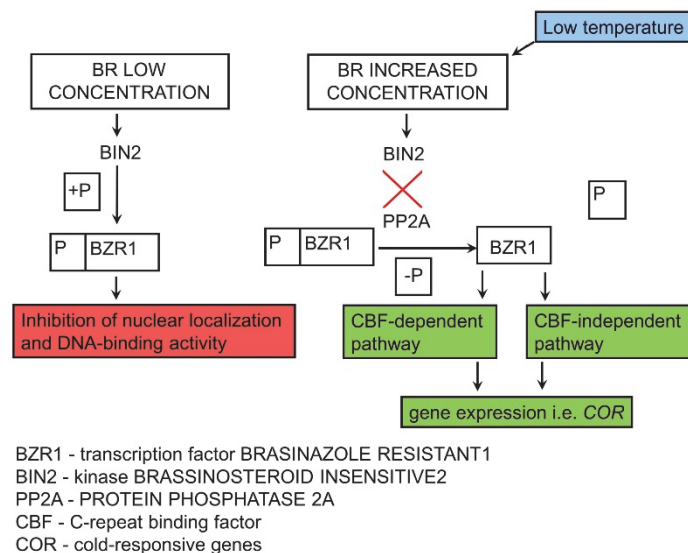 Low temperature
BR LOW
CONCENTRATION
BR INCREASED
CONCENTRATION
BIN2
BIN2
+P
P
PP2A
P BZR1
P BZR1
BZR1
-P
Inhibition of nuclear localization
and DNA-binding activity
CBF-dependent
pathway
CBF-independent
pathway
gene expression i.e. COR
BZR1 - transcription factor BRASINAZOLE RESISTANT1
BIN2 - kinase BRASSINOSTEROID INSENSITIVE2
PP2A - PROTEIN PHOSPHATASE 2A
CBF - C-repeat binding factor
COR - cold-responsive genes